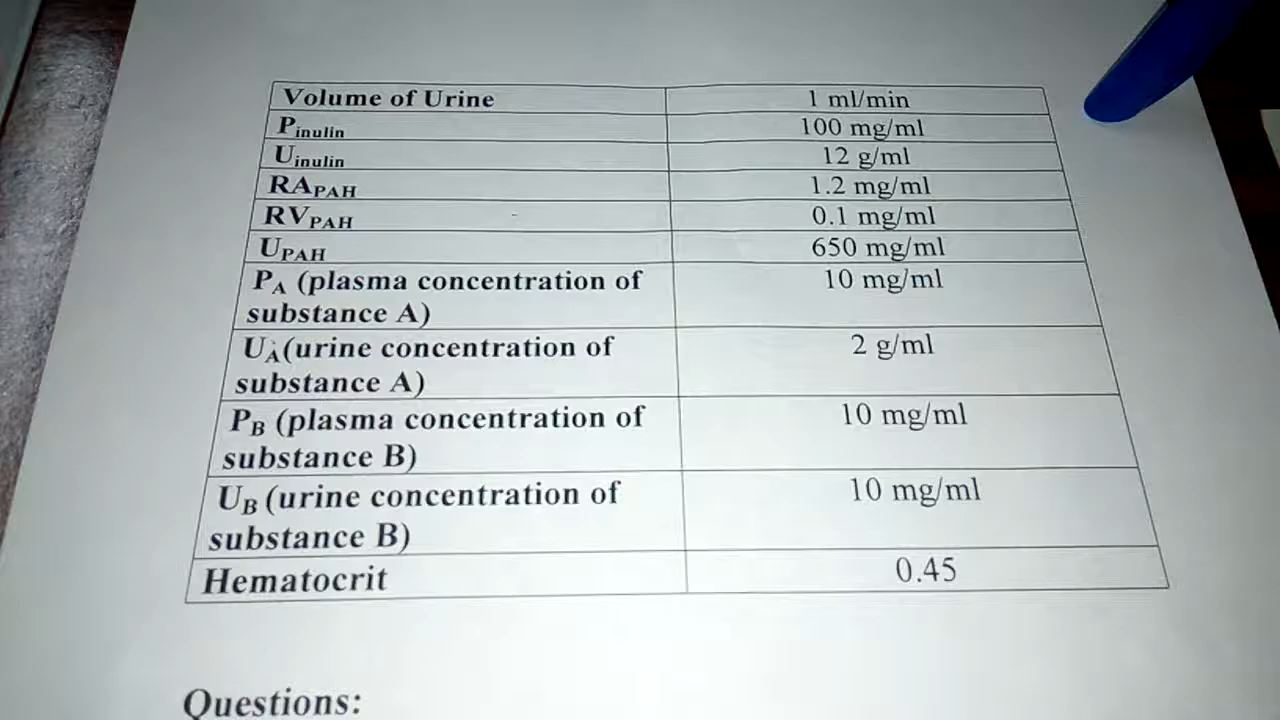 Volume of Urine 1 ml/min
Pinulin 100 mg/ml
Uinulin 12 g/ml
RAPAH 1.2 mg/ml
RVPAH 0.1 mg/ml
UPAH 650 mg/ml
PA (plasma concentration of 10 mg/ml
substance A)
UA(urine concentration of 2 g/ml
substance A)
PB (plasma concentration of 10 mg/ml
substance B)
UB (urine concentration of 10 mg/ml
substance B)
Hematocrit 0.45
Questions: